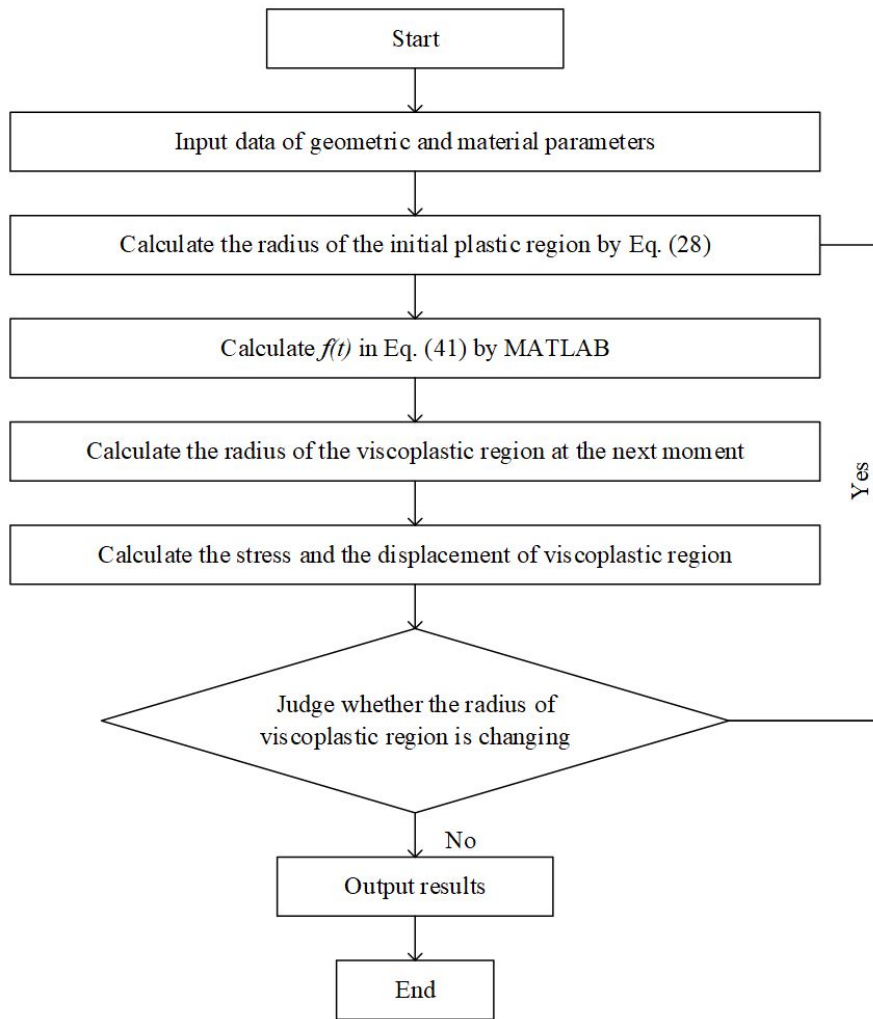 Start
Input data of geometric and material parameters
Calculate the radius of the initial plastic region by Eq. (28)
Calculate f(t) in Eq. (41) by MATLAB
Calculate the radius of the viscoplastic region at the next moment
Yes
Calculate the stress and the displacement of viscoplastic region
Judge whether the radius of
viscoplastic region is changing
No
Output results
End